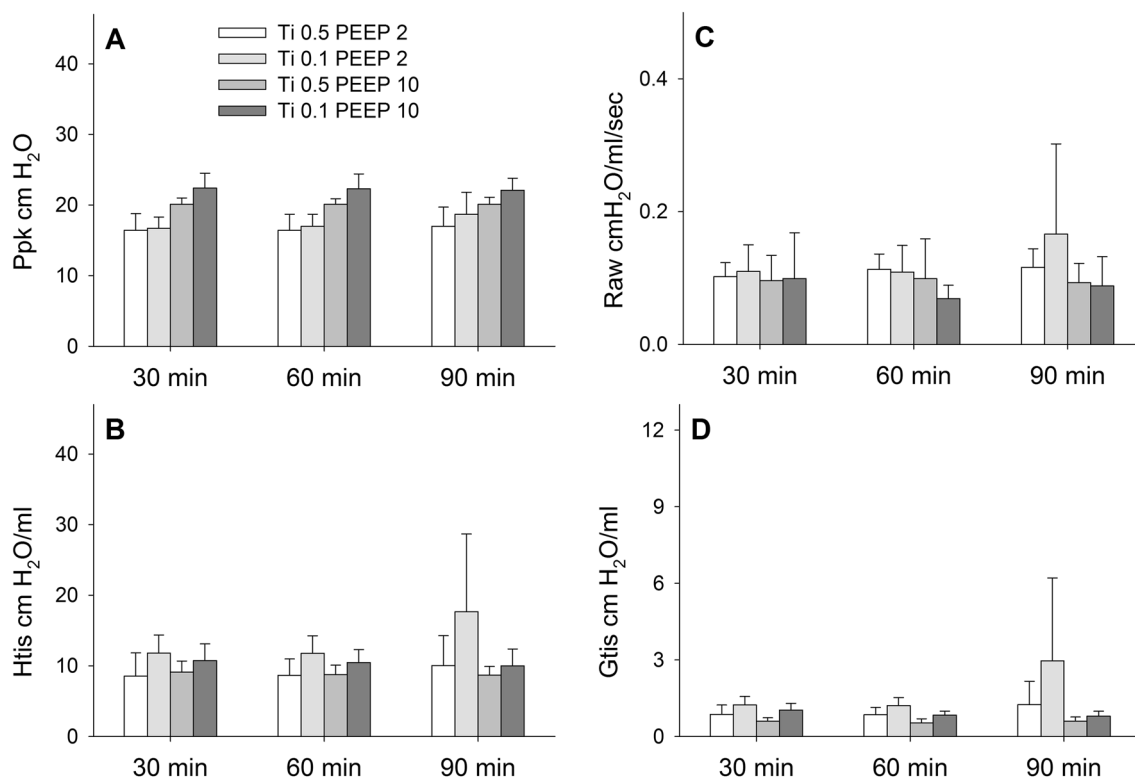 A
Ti 0.5 PEEP 2
Ti 0.1 PEEP 2
Ti 0.5 PEEP 10
Ti 0.1 PEEP 10
Ppk cm H₂O
40
30
20
10
0
30 min 60 min 90 min
B
Htis cm H₂O/ml
40
30
20
10
0
30 min 60 min 90 min
C
Raw cmH₂O/ml/sec
0.4
0.2
0.0
30 min 60 min 90 min
D
Gtis cm H₂O/ml
12
9
6
3
0
30 min 60 min 90 min